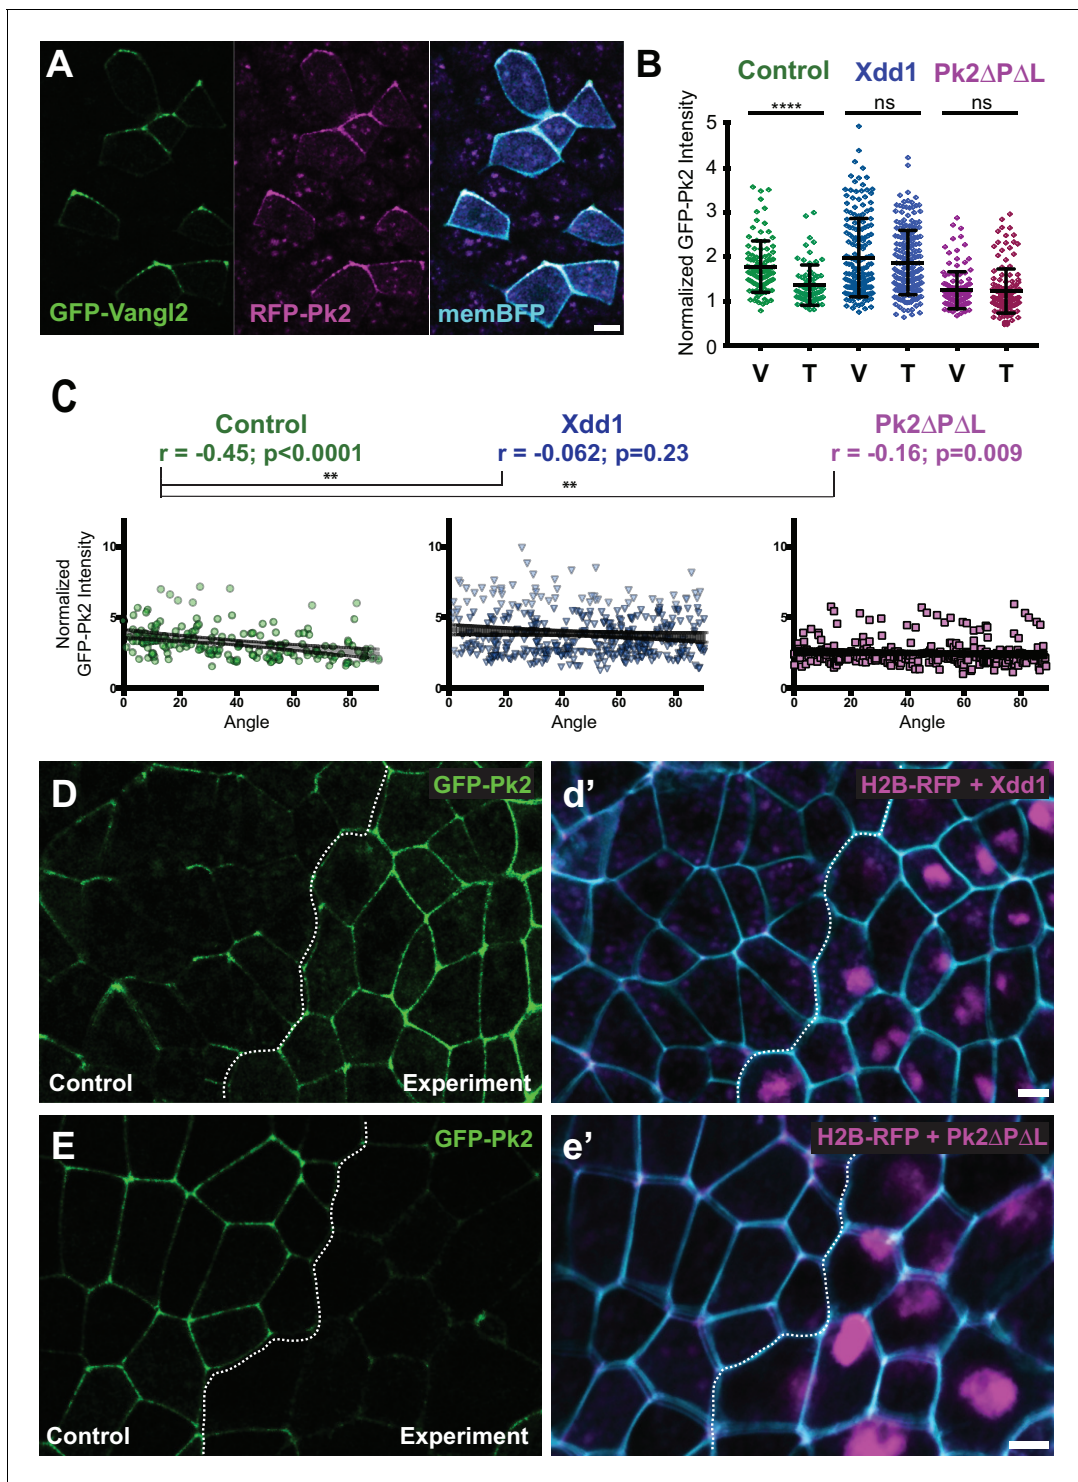 A
GFP-Vangl2
RFP-Pk2
memBFP
B
Control
Xdd1
Pk2ΔPΔL
****
ns
ns
Normalized GFP-Pk2 Intensity
5
4
3
2
1
0
V
T
V
T
V
T
C
Control
r = -0.45; p<0.0001
Xdd1
r = -0.062; p=0.23
Pk2ΔPΔL
r = -0.16; p=0.009
**
**
Normalized
GFP-Pk2 Intensity
10
5
0
0 20 40 60 80
Angle
10
5
0
0 20 40 60 80
Angle
10
5
0
0 20 40 60 80
Angle
D
GFP-Pk2
Control
Experiment
d'
H2B-RFP + Xdd1
E
GFP-Pk2
Control
Experiment
e'
H2B-RFP + Pk2ΔPΔL